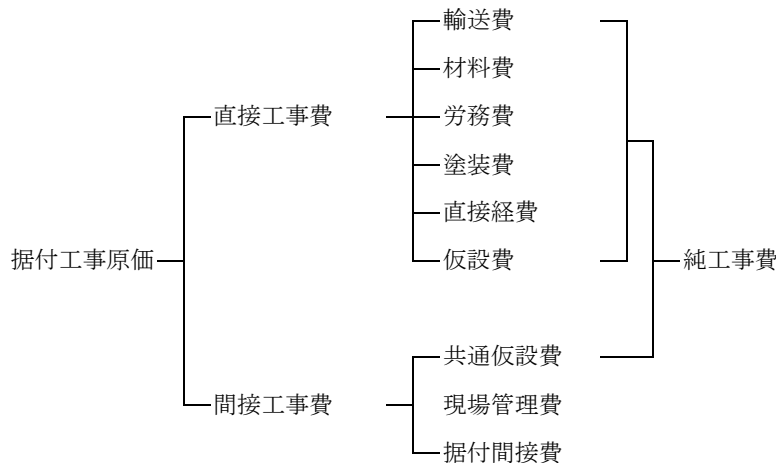 輸送費
材料費
直接工事費
労務費
塗装費
直接経費
据付工事原価
仮設費
純工事費
共通仮設費
間接工事費
現場管理費
据付間接費